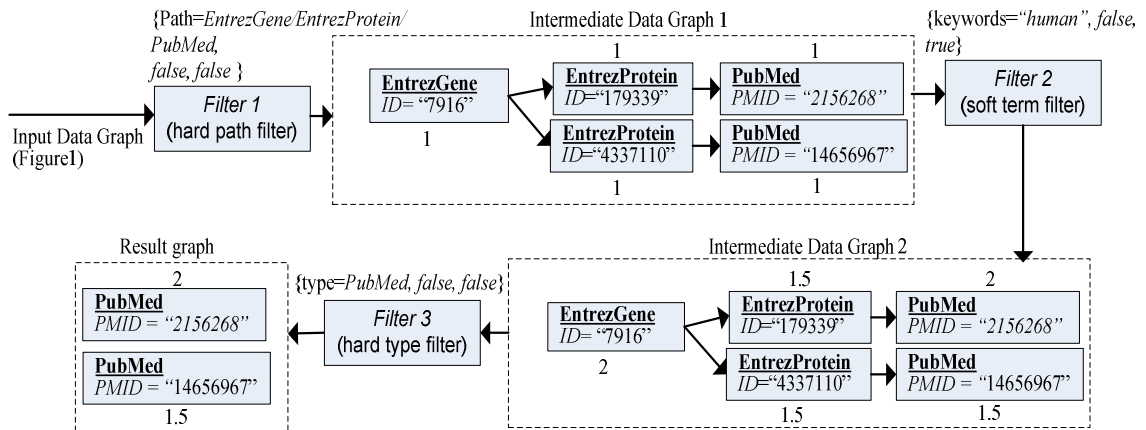 {Path=EntrezGene/EntrezProtein/
PubMed,
false, false }
Filter 1
(hard path filter)
Input Data Graph
(Figure1)
Intermediate Data Graph 1
EntrezGene
ID= “7916”
1
1
EntrezProtein
ID=“179339”
1
PubMed
PMID = “2156268”
EntrezProtein
ID=“4337110”
1
PubMed
PMID = “14656967”
1
{keywords=“human”, false,
true}
Filter 2
(soft term filter)
Result graph
2
PubMed
PMID = “2156268”
PubMed
PMID = “14656967”
1.5
{type=PubMed, false, false}
Filter 3
(hard type filter)
Intermediate Data Graph 2
EntrezGene
ID= “7916”
2
1.5
EntrezProtein
ID=“179339”
2
PubMed
PMID = “2156268”
EntrezProtein
ID=“4337110”
1.5
PubMed
PMID = “14656967”
1.5